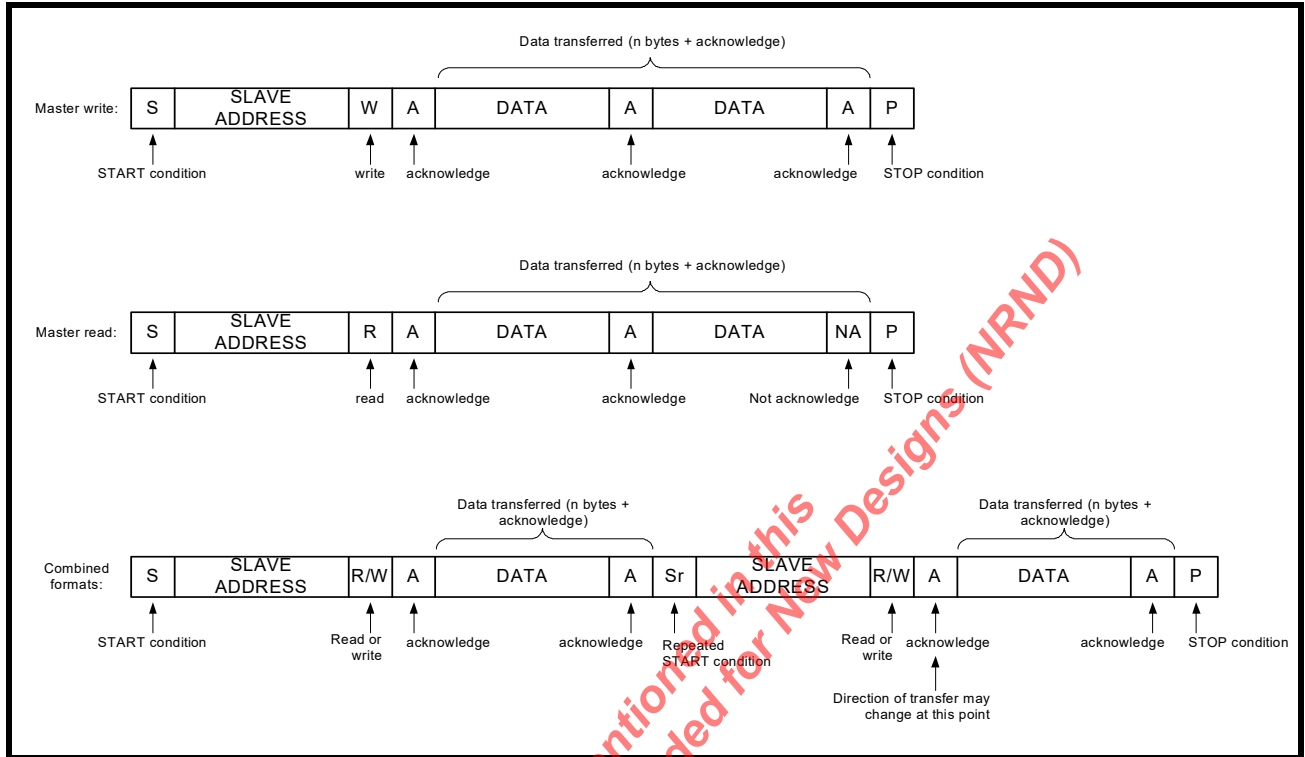 Data transferred (n bytes + acknowledge)
Master write: S SLAVE ADDRESS W A DATA A DATA A P
START condition write acknowledge acknowledge acknowledge STOP condition
Data transferred (n bytes + acknowledge)
Master read: S SLAVE ADDRESS R A DATA A DATA NA P
START condition read acknowledge acknowledge Not acknowledge STOP condition
Data transferred (n bytes +
acknowledge)
Data transferred (n bytes +
acknowledge)
Combined
formats:
S SLAVE ADDRESS R/W A DATA A Sr SLAVE ADDRESS R/W A DATA A P
START condition
Read or
write
acknowledge
acknowledge
Repeated
START condition
Read or
write
acknowledge
acknowledge
STOP condition
Direction of transfer may
change at this point
in this
for New Designs (NRND)